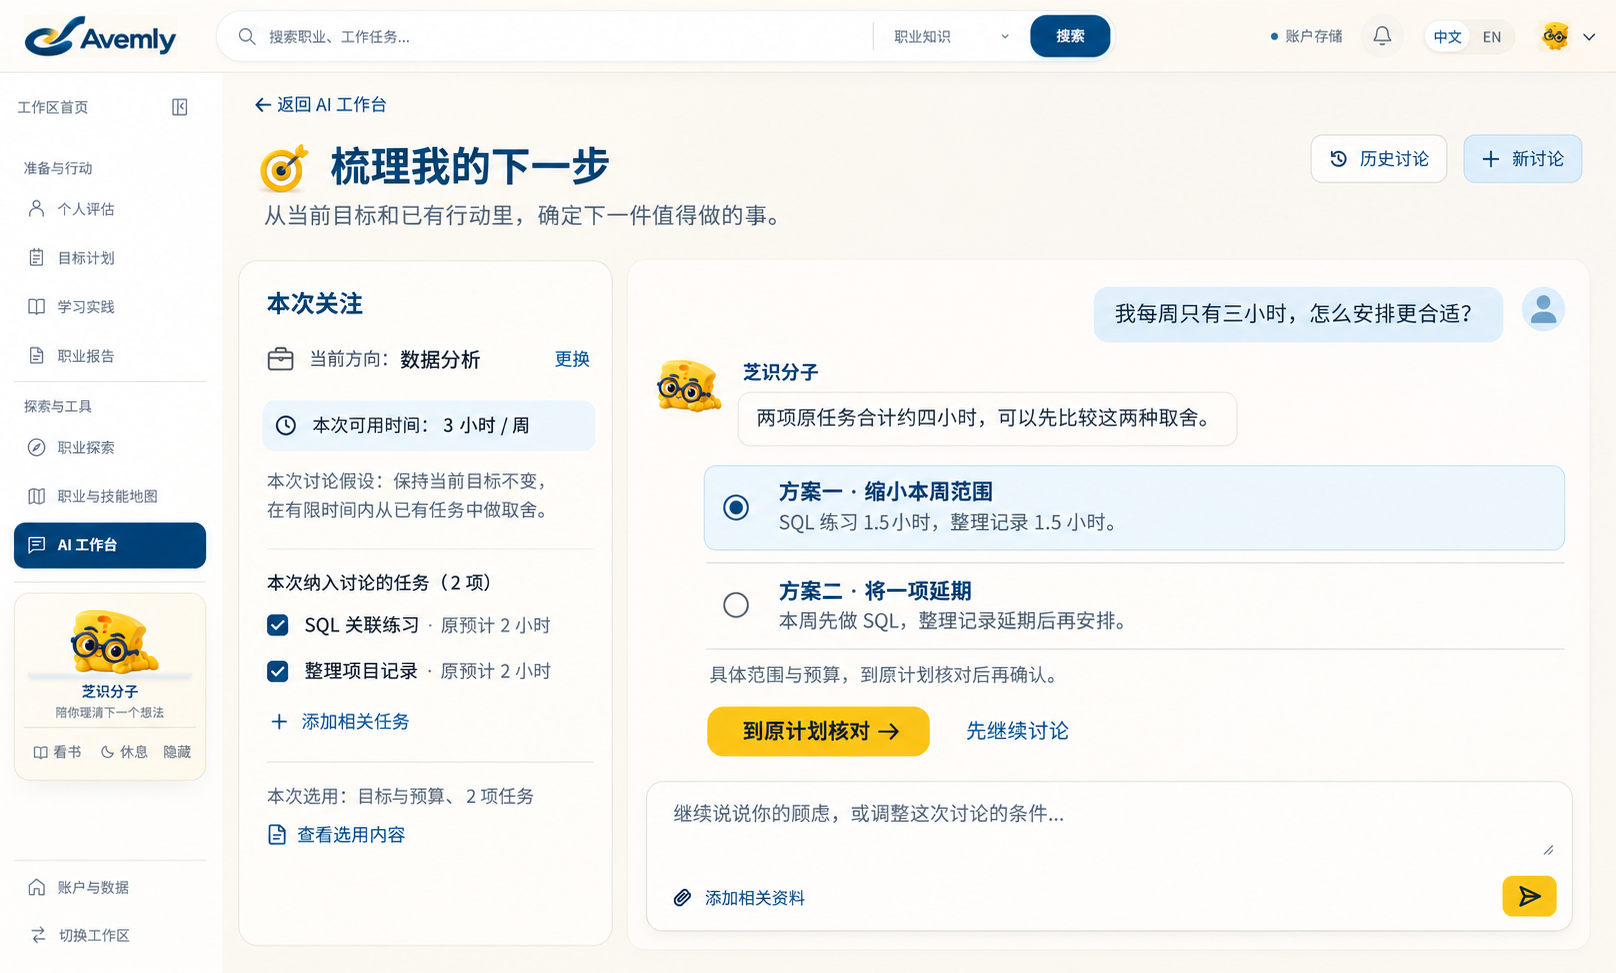 Avemly
搜索职业、工作任务...
职业知识
搜索
账户存储
中文
EN
工作区首页
准备与行动
个人评估
目标计划
学习实践
职业报告
探索与工具
职业探索
职业与技能地图
AI 工作台
芝识分子
陪你理清下一个想法
看书
休息
隐藏
账户与数据
切换工作区
返回 AI 工作台
梳理我的下一步
从当前目标和已有行动里，确定下一件值得做的事。
历史讨论
新讨论
本次关注
当前方向：数据分析
更换
本次可用时间： 3 小时 / 周
本次讨论假设：保持当前目标不变，
在有限时间内从已有任务中做取舍。
本次纳入讨论的任务（2 项）
SQL 关联练习 · 原预计 2 小时
整理项目记录 · 原预计 2 小时
添加相关任务
本次选用：目标与预算、 2 项任务
查看选用内容
我每周只有三小时，怎么安排更合适？
芝识分子
两项原任务合计约四小时，可以先比较这两种取舍。
方案一 · 缩小本周范围
SQL 练习 1.5 小时，整理记录 1.5 小时。
方案二 · 将一项延期
本周先做 SQL，整理记录延期后再安排。
具体范围与预算，到原计划核对后再确认。
到原计划核对 →
先继续讨论
继续说说你的顾虑，或调整这次讨论的条件...
添加相关资料